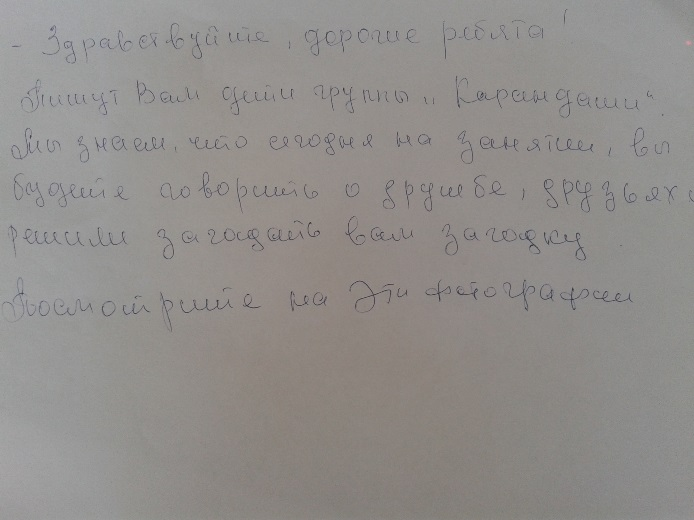 - Здравствуйте, дорогие ребята!
Пишут Вам дети группы „Карандаши“.
Мы знаем, что сегодня на занятии, вы
будете говорить о дружбе, друзьях и
решили загадать вам загадку.
Посмотрите на Эти фотографии